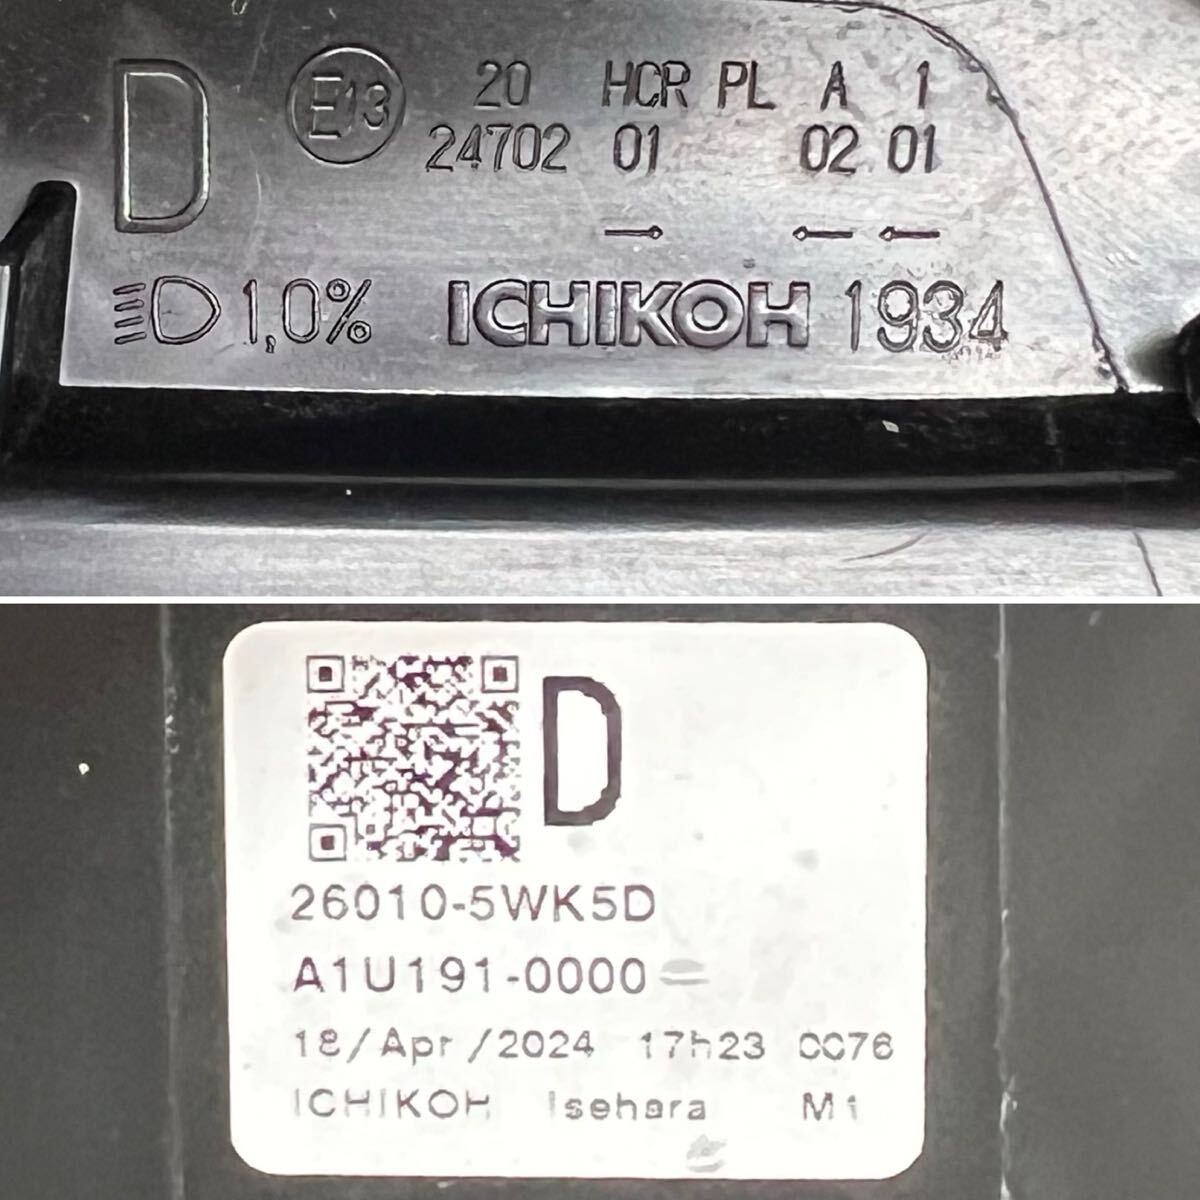 D
E13
20 HCR PL A 1
24702 01 02 01
→ ← ←
1,0% ICHIKOH 1934
D
26010-5WK5D
A1U191-0000
18/Apr/2024 17h23 0076
ICHIKOH Isehara M1